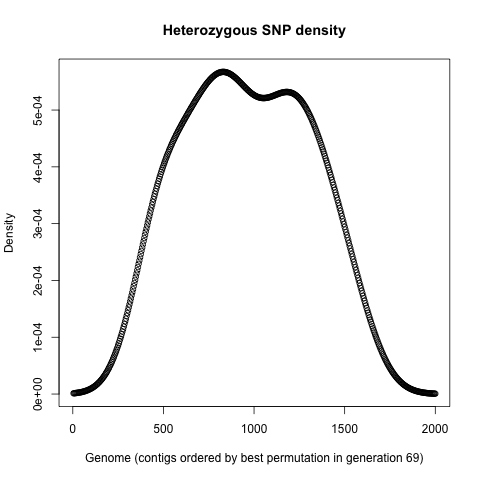 Heterozygous SNP density
Density
5e-04
4e-04
3e-04
2e-04
1e-04
0e+00
0 500 1000 1500 2000
Genome (contigs ordered by best permutation in generation 69)